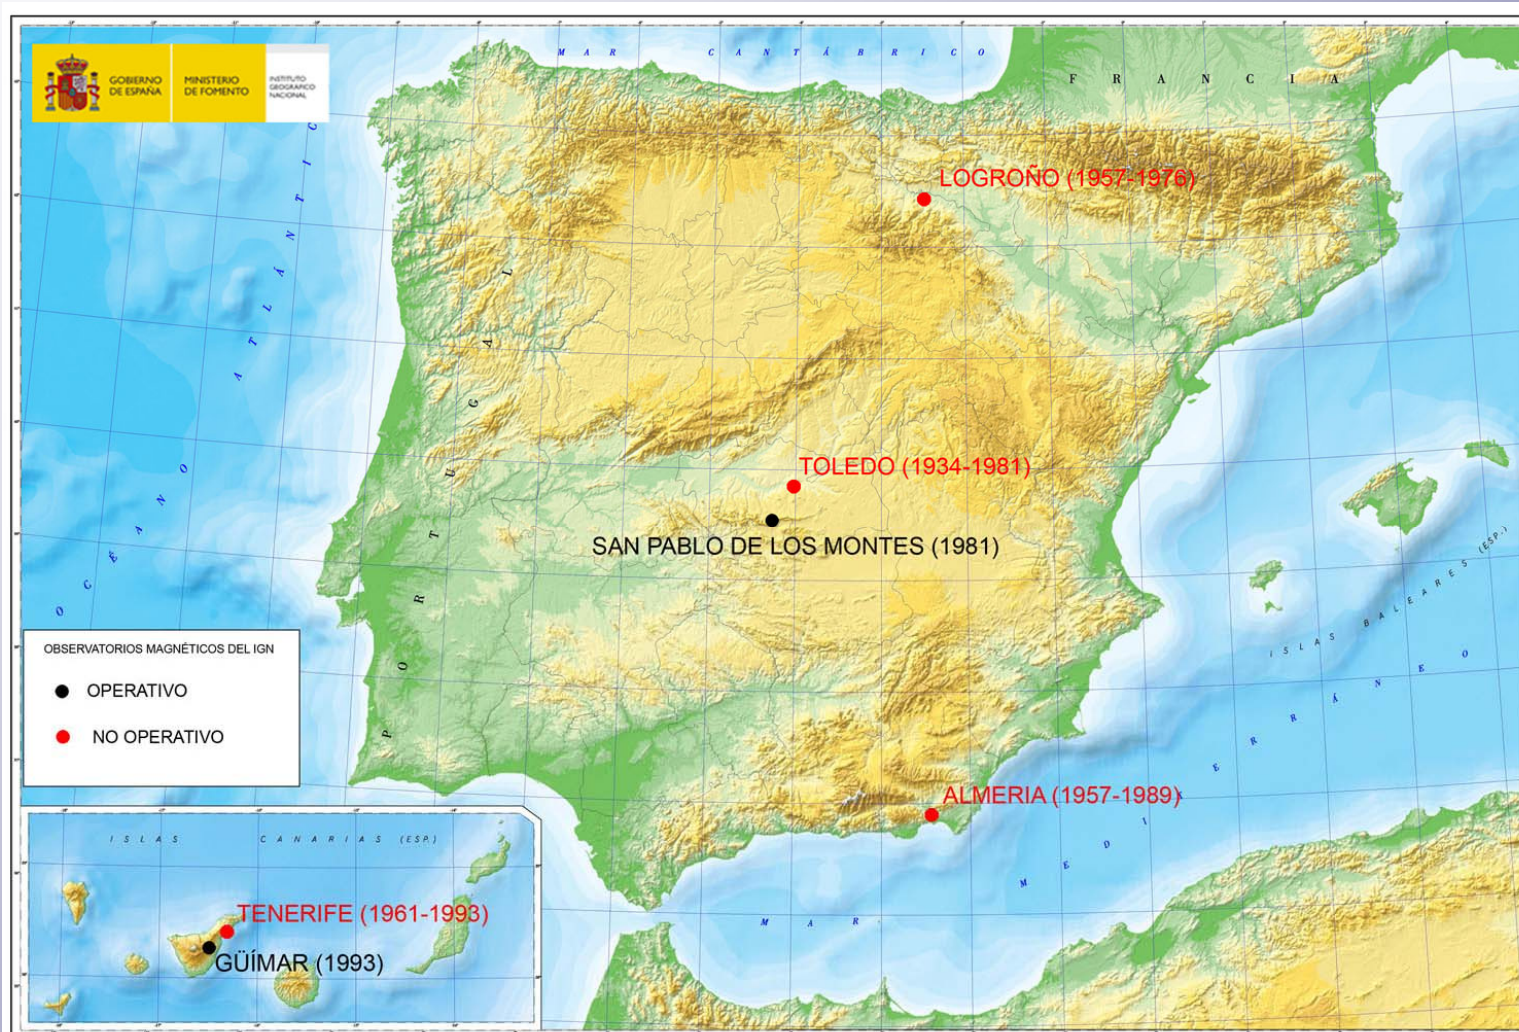 MAR CANTÁBRICO
FRANCIA
GOBIERNO
DE ESPAÑA
MINISTERIO
DE FOMENTO
INSTITUTO
GEOGRÁFICO
NACIONAL
OCÉANO ATLÁNTIC
LOGROÑO (1957-1976)
PORTUGAL
TOLEDO (1934-1981)
SAN PABLO DE LOS MONTES (1981)
ISLAS BALEARES (ESP.)
OBSERVATORIOS MAGNÉTICOS DEL IGN
OPERATIVO
NO OPERATIVO
ALMERIA (1957-1989)
MAR MEDITERRÁNEO
ISLAS CANARIAS (ESP.)
TENERIFE (1961-1993)
GÜÍMAR (1993)